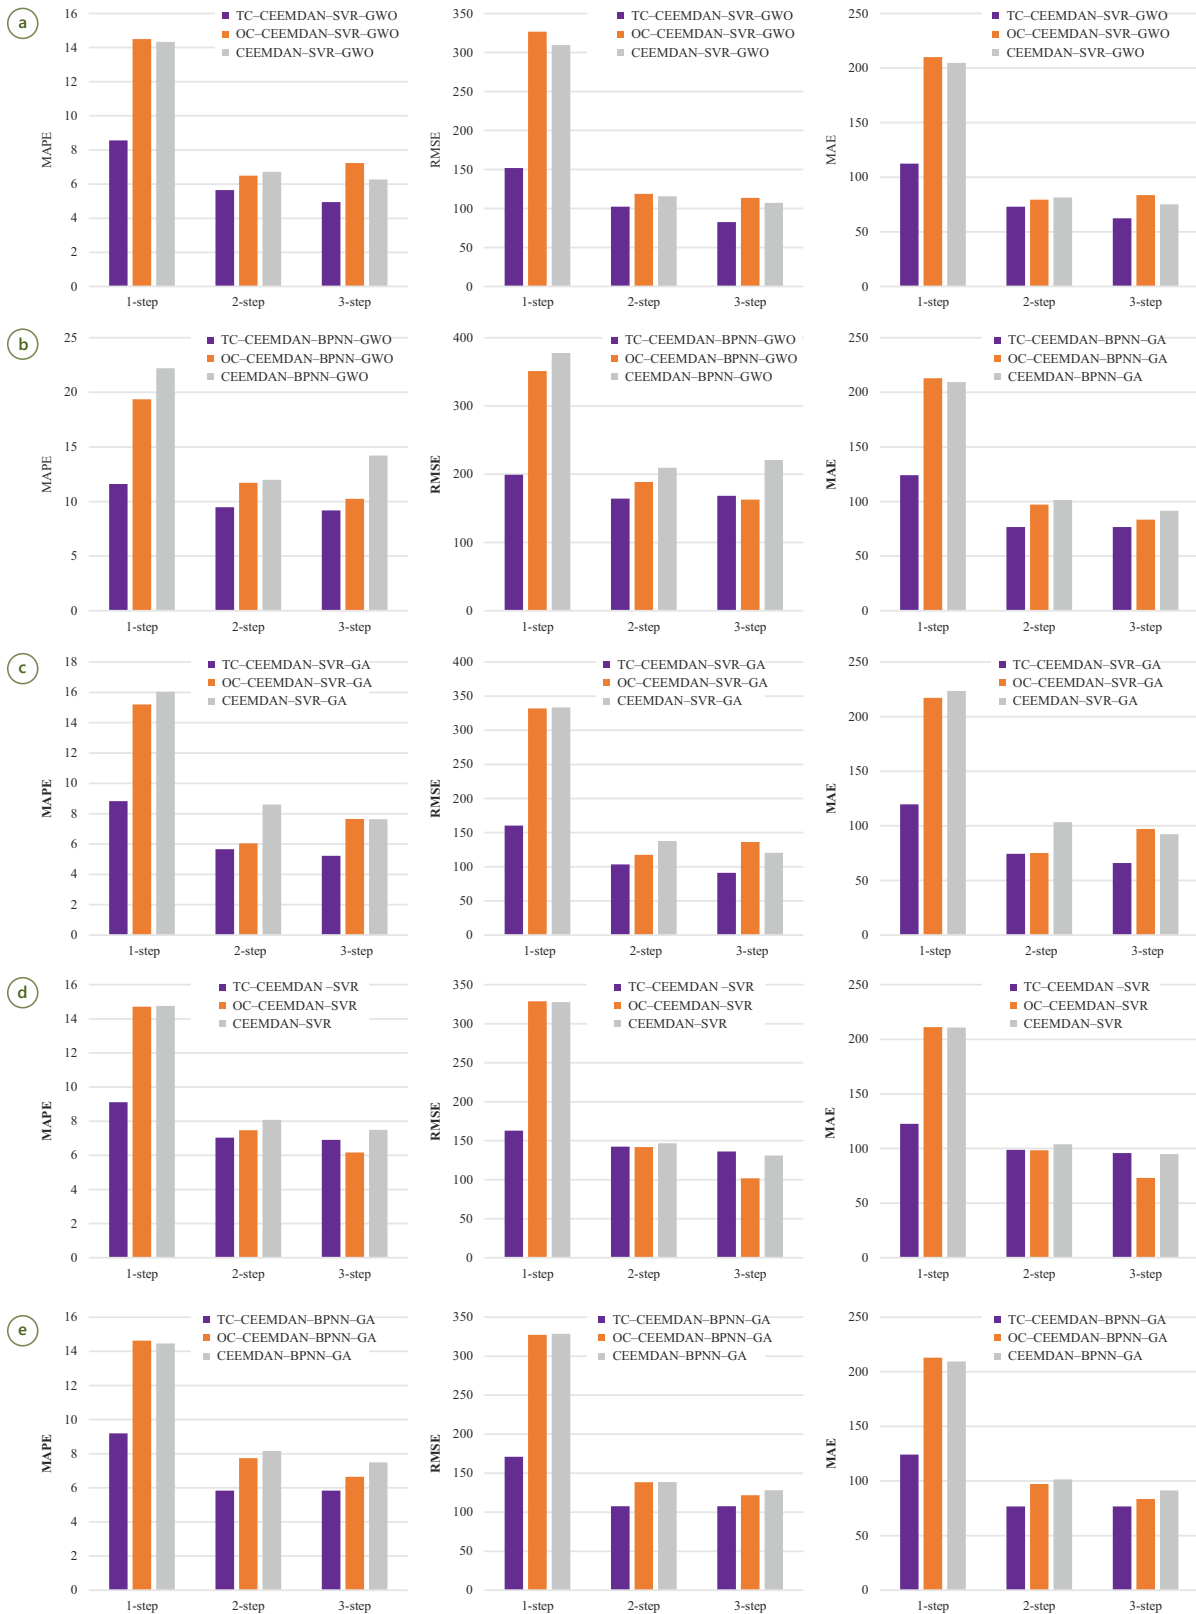 a
16
14
12
10
8
6
4
2
0
MAPE
TC–CEEMDAN–SVR–GWO
OC–CEEMDAN–SVR–GWO
CEEMDAN–SVR–GWO
1-step 2-step 3-step
350
300
250
200
150
100
50
0
RMSE
TC–CEEMDAN–SVR–GWO
OC–CEEMDAN–SVR–GWO
CEEMDAN–SVR–GWO
1-step 2-step 3-step
250
200
150
100
50
0
MAE
TC–CEEMDAN–SVR–GWO
OC–CEEMDAN–SVR–GWO
CEEMDAN–SVR–GWO
1-step 2-step 3-step
b
25
20
15
10
5
0
MAPE
TC–CEEMDAN–BPNN–GWO
OC–CEEMDAN–BPNN–GWO
CEEMDAN–BPNN–GWO
1-step 2-step 3-step
400
300
200
100
0
RMSE
TC–CEEMDAN–BPNN–GWO
OC–CEEMDAN–BPNN–GWO
CEEMDAN–BPNN–GWO
1-step 2-step 3-step
250
200
150
100
50
0
MAE
TC–CEEMDAN–BPNN–GA
OC–CEEMDAN–BPNN–GA
CEEMDAN–BPNN–GA
1-step 2-step 3-step
c
18
16
14
12
10
8
6
4
2
0
MAPE
TC–CEEMDAN–SVR–GA
OC–CEEMDAN–SVR–GA
CEEMDAN–SVR–GA
1-step 2-step 3-step
400
350
300
250
200
150
100
50
0
RMSE
TC–CEEMDAN–SVR–GA
OC–CEEMDAN–SVR–GA
CEEMDAN–SVR–GA
1-step 2-step 3-step
250
200
150
100
50
0
MAE
TC–CEEMDAN–SVR–GA
OC–CEEMDAN–SVR–GA
CEEMDAN–SVR–GA
1-step 2-step 3-step
d
16
14
12
10
8
6
4
2
0
MAPE
TC–CEEMDAN –SVR
OC–CEEMDAN–SVR
CEEMDAN–SVR
1-step 2-step 3-step
350
300
250
200
150
100
50
0
RMSE
TC–CEEMDAN –SVR
OC–CEEMDAN–SVR
CEEMDAN–SVR
1-step 2-step 3-step
250
200
150
100
50
0
MAE
TC–CEEMDAN –SVR
OC–CEEMDAN–SVR
CEEMDAN–SVR
1-step 2-step 3-step
e
16
14
12
10
8
6
4
2
0
MAPE
TC–CEEMDAN–BPNN–GA
OC–CEEMDAN–BPNN–GA
CEEMDAN–BPNN–GA
1-step 2-step 3-step
350
300
250
200
150
100
50
0
RMSE
TC–CEEMDAN–BPNN–GA
OC–CEEMDAN–BPNN–GA
CEEMDAN–BPNN–GA
1-step 2-step 3-step
250
200
150
100
50
0
MAE
TC–CEEMDAN–BPNN–GA
OC–CEEMDAN–BPNN–GA
CEEMDAN–BPNN–GA
1-step 2-step 3-step